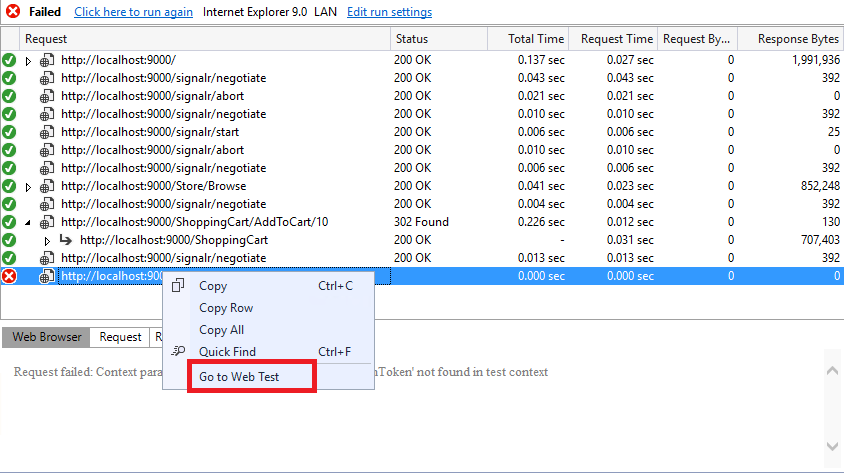 Failed Click here to run again Internet Explorer 9.0 LAN Edit run settings
Request Status Total Time Request Time Request By... Response Bytes
http://localhost:9000/ 200 OK 0.137 sec 0.027 sec 0 1,991,936
http://localhost:9000/signalr/negotiate 200 OK 0.043 sec 0.043 sec 0 392
http://localhost:9000/signalr/abort 200 OK 0.021 sec 0.021 sec 0 0
http://localhost:9000/signalr/negotiate 200 OK 0.010 sec 0.010 sec 0 392
http://localhost:9000/signalr/start 200 OK 0.006 sec 0.006 sec 0 25
http://localhost:9000/signalr/abort 200 OK 0.010 sec 0.010 sec 0 0
http://localhost:9000/signalr/negotiate 200 OK 0.006 sec 0.006 sec 0 392
http://localhost:9000/Store/Browse 200 OK 0.041 sec 0.023 sec 0 852,248
http://localhost:9000/signalr/negotiate 200 OK 0.004 sec 0.004 sec 0 392
http://localhost:9000/ShoppingCart/AddToCart/10 302 Found 0.226 sec 0.012 sec 0 130
http://localhost:9000/ShoppingCart 200 OK - 0.031 sec 0 707,403
http://localhost:9000/signalr/negotiate 200 OK 0.013 sec 0.013 sec 0 392
http://localhost:900 0.000 sec 0.000 sec 0 0
Copy Ctrl+C
Copy Row
Copy All
Quick Find Ctrl+F
Go to Web Test
Web Browser Request R
Request failed: Context para nToken' not found in test context